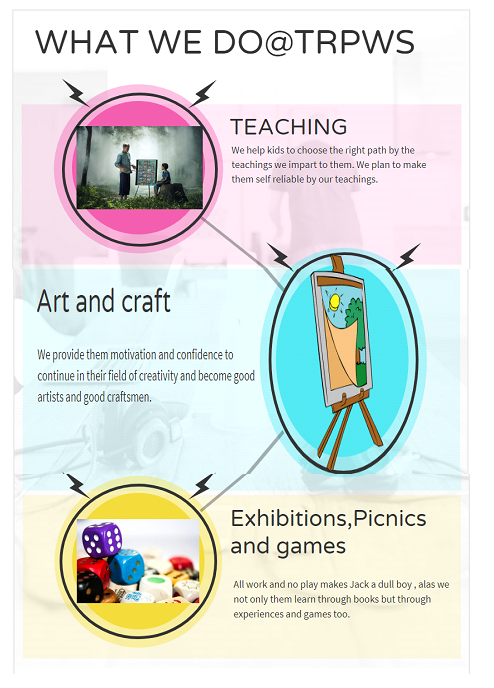 WHAT WE DO@TRPWS
TEACHING
We help kids to choose the right path by the
teachings we impart to them. We plan to make
them self reliable by our teachings.
Art and craft
We provide them motivation and confidence to
continue in their field of creativity and become good
artists and good craftsmen.
Exhibitions,Picnics
and games
All work and no play makes Jack a dull boy , alas we
not only them learn through books but through
experiences and games too.